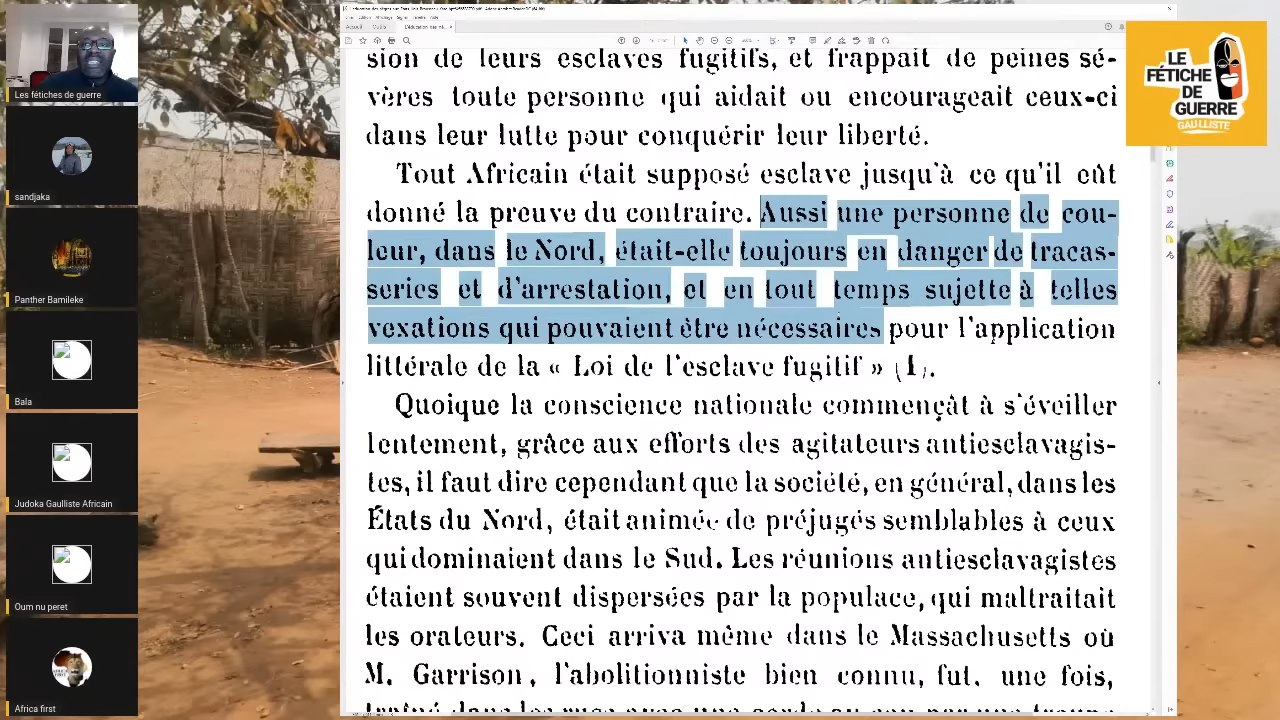 Les fétiches de guerre
sandjaka
Panther Bamileke
Bala
Judoka Gaulliste Africain
Oum nu peret
Africa first
LE
FÉTICHE
DE
GUERRE
GAULLISTE
sion de leurs esclaves fugitifs, et frappait de peines sé-
vères toute personne qui aidait ou encourageait ceux-ci
dans leur lutte pour conquérir leur liberté.
Tout Africain était supposé esclave jusqu'à ce qu'il eût
donné la preuve du contraire. Aussi une personne de cou-
leur, dans le Nord, était-elle toujours en danger de tracas-
series et d'arrestation, et en tout temps sujette à telles
vexations qui pouvaient être nécessaires pour l'application
littérale de la « Loi de l'esclave fugitif » (1).
Quoique la conscience nationale commençât à s'éveiller
lentement, grâce aux efforts des agitateurs antiesclavagis-
tes, il faut dire cependant que la société, en général, dans les
États du Nord, était animée de préjugés semblables à ceux
qui dominaient dans le Sud. Les réunions antiesclavagistes
étaient souvent dispersées par la populace, qui maltraitait
les orateurs. Ceci arriva même dans le Massachusetts où
M. Garrison, l'abolitionniste bien connu, fut, une fois,